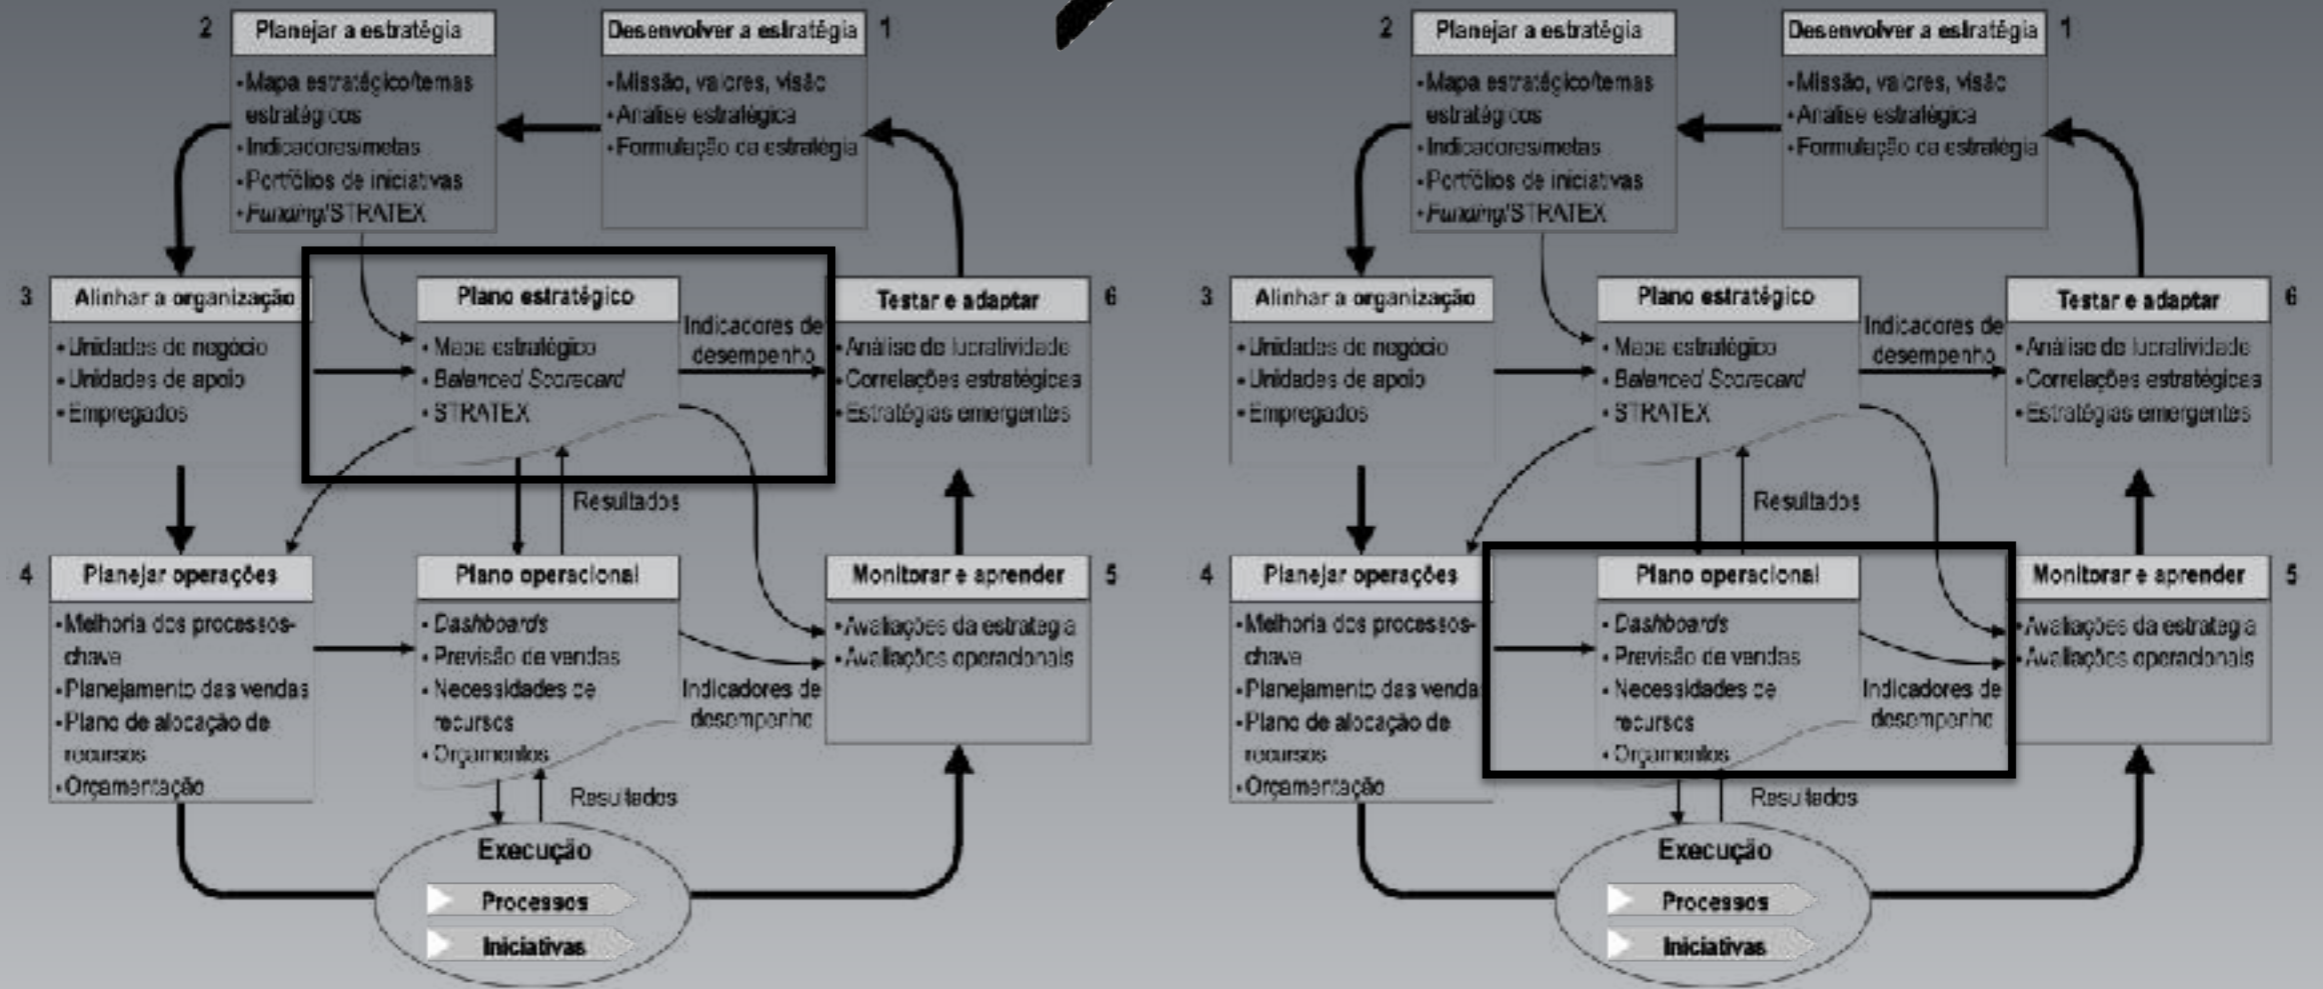 2
Planejar a estratégia
• Mapa estratégico/temas
estratégicos
• Indicadores/metas
• Portfólios de iniciativas
• Funding/STRATEX
Desenvolver a estratégia
1
• Missão, valores, visão
• Análise estratégica
• Formulação da estratégia
3
Alinhar a organização
• Unidades de negócio
• Unidades de apoio
• Empregados
Plano estratégico
• Mapa estratégico
• Balanced Scorecard
• STRATEX
Indicadores de
desempenho
Testar e adaptar
6
• Análise de lucratividade
• Correlações estratégicas
• Estratégias emergentes
Resultados
4
Planejar operações
• Melhoria dos processos-
chave
• Planejamento das vendas
• Plano de alocação de
recursos
• Orçamentação
Plano operacional
• Dashboards
• Previsão de vendas
• Necessidades de
recursos
• Orçamentos
Indicadores de
desempenho
Monitorar e aprender
5
• Avaliações da estratégia
• Avaliações operacionais
Resultados
Execução
Processos
Iniciativas
2
Planejar a estratégia
• Mapa estratégico/temas
estratégicos
• Indicadores/metas
• Portfólios de iniciativas
• Funding/STRATEX
Desenvolver a estratégia
1
• Missão, valores, visão
• Análise estratégica
• Formulação da estratégia
3
Alinhar a organização
• Unidades de negócio
• Unidades de apoio
• Empregados
Plano estratégico
• Mapa estratégico
• Balanced Scorecard
• STRATEX
Indicadores de
desempenho
Testar e adaptar
6
• Análise de lucratividade
• Correlações estratégicas
• Estratégias emergentes
Resultados
4
Planejar operações
• Melhoria dos processos-
chave
• Planejamento das venda
• Plano de alocação de
recursos
• Orçamentação
Plano operacional
• Dashboards
• Previsão de vendas
• Necessidades de
recursos
• Orçamentos
Indicadores de
desempenho
Monitorar e aprender
5
• Avaliações da estratégia
• Avaliações operacionais
Resultados
Execução
Processos
Iniciativas